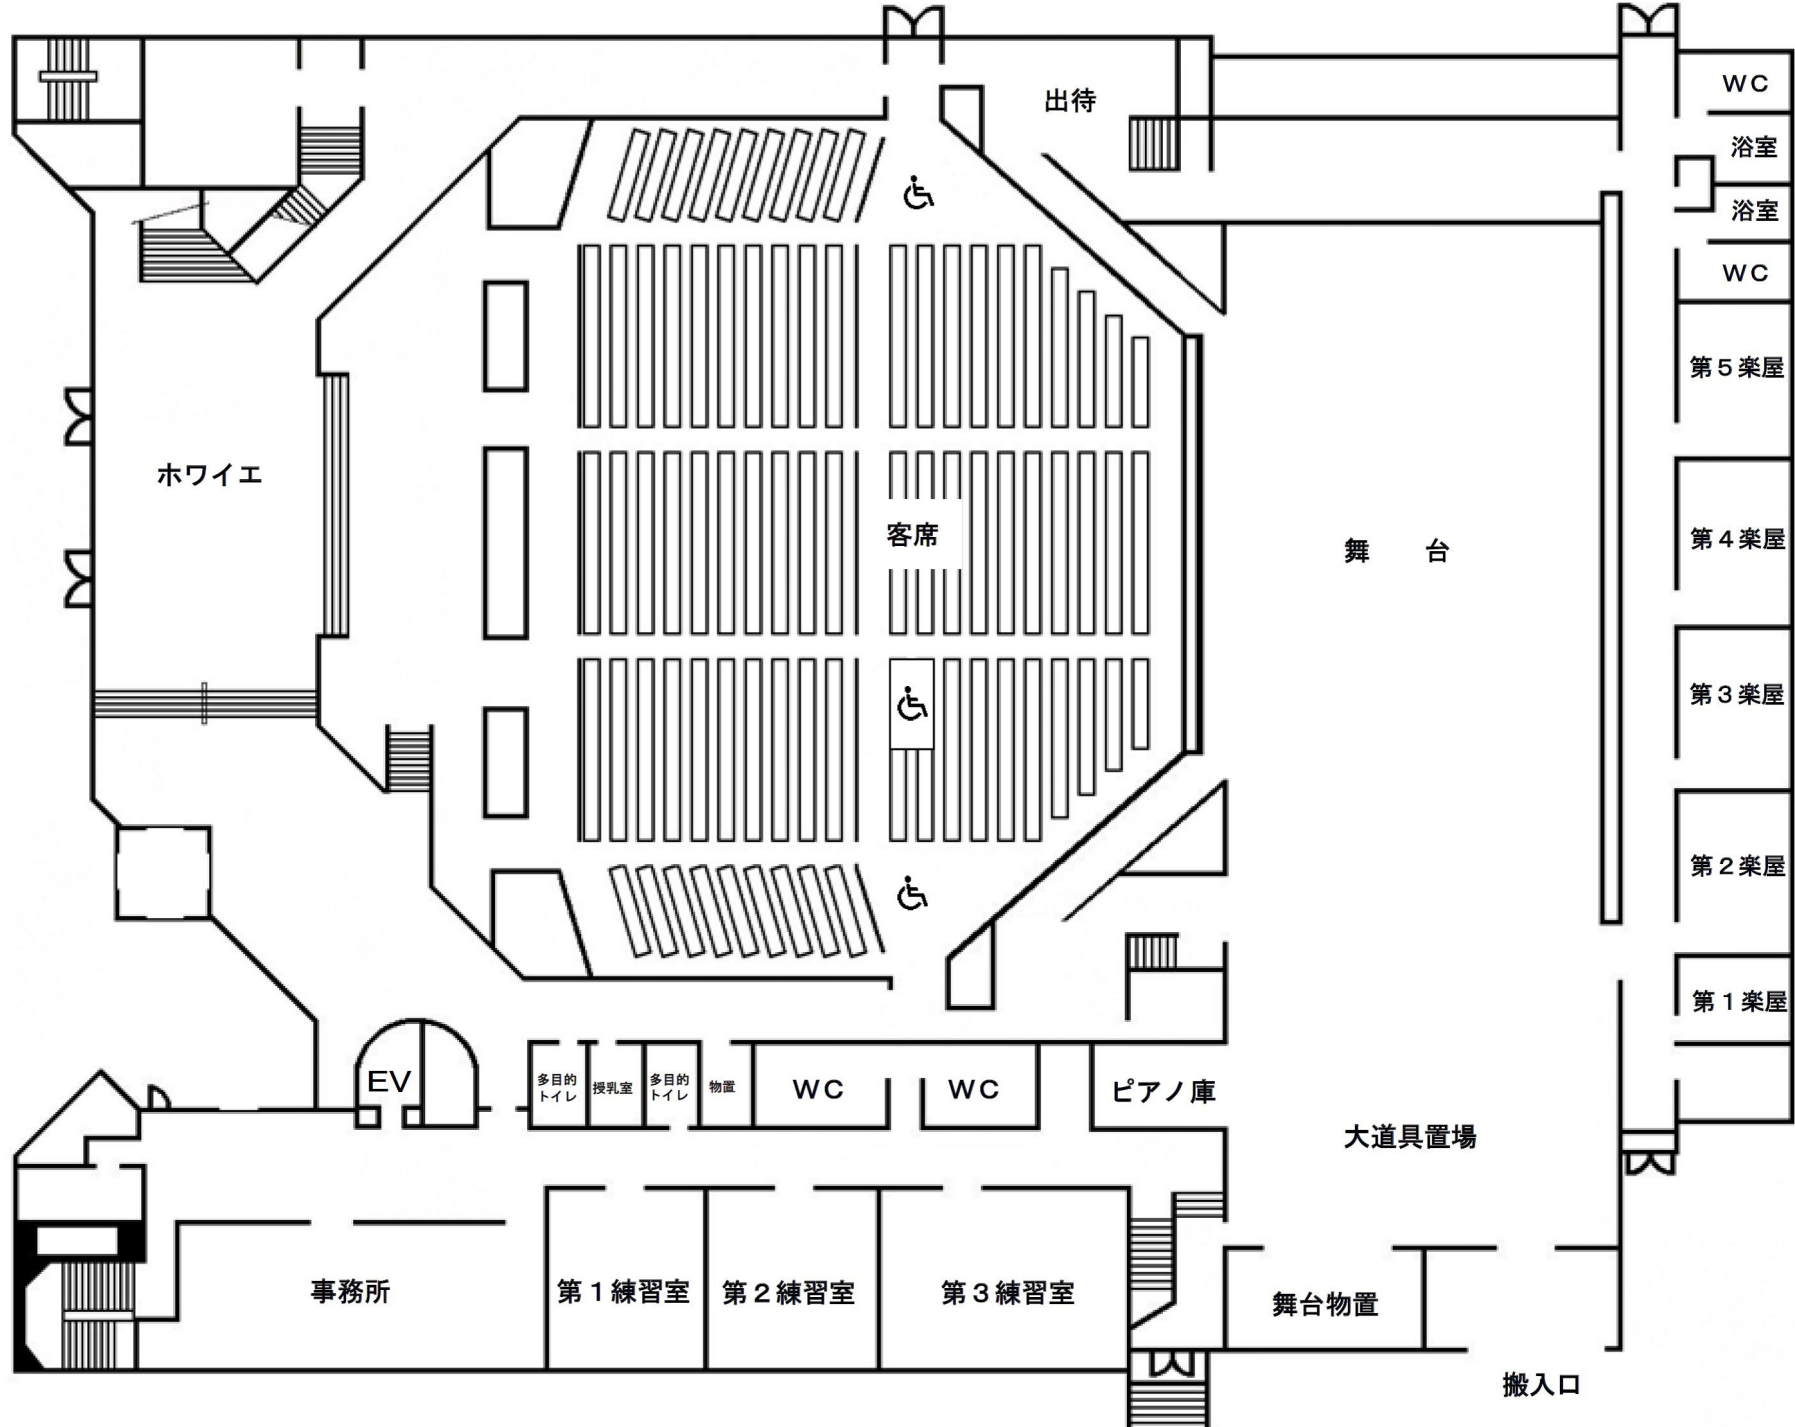 WC
出待
浴室
浴室
WC
第5楽屋
ホワイエ
客席
舞　台
第4楽屋
第3楽屋
第2楽屋
第1楽屋
EV
多目的
トイレ
授乳室
多目的
トイレ
物置
WC
WC
ピアノ庫
大道具置場
事務所
第1練習室
第2練習室
第3練習室
舞台物置
搬入口